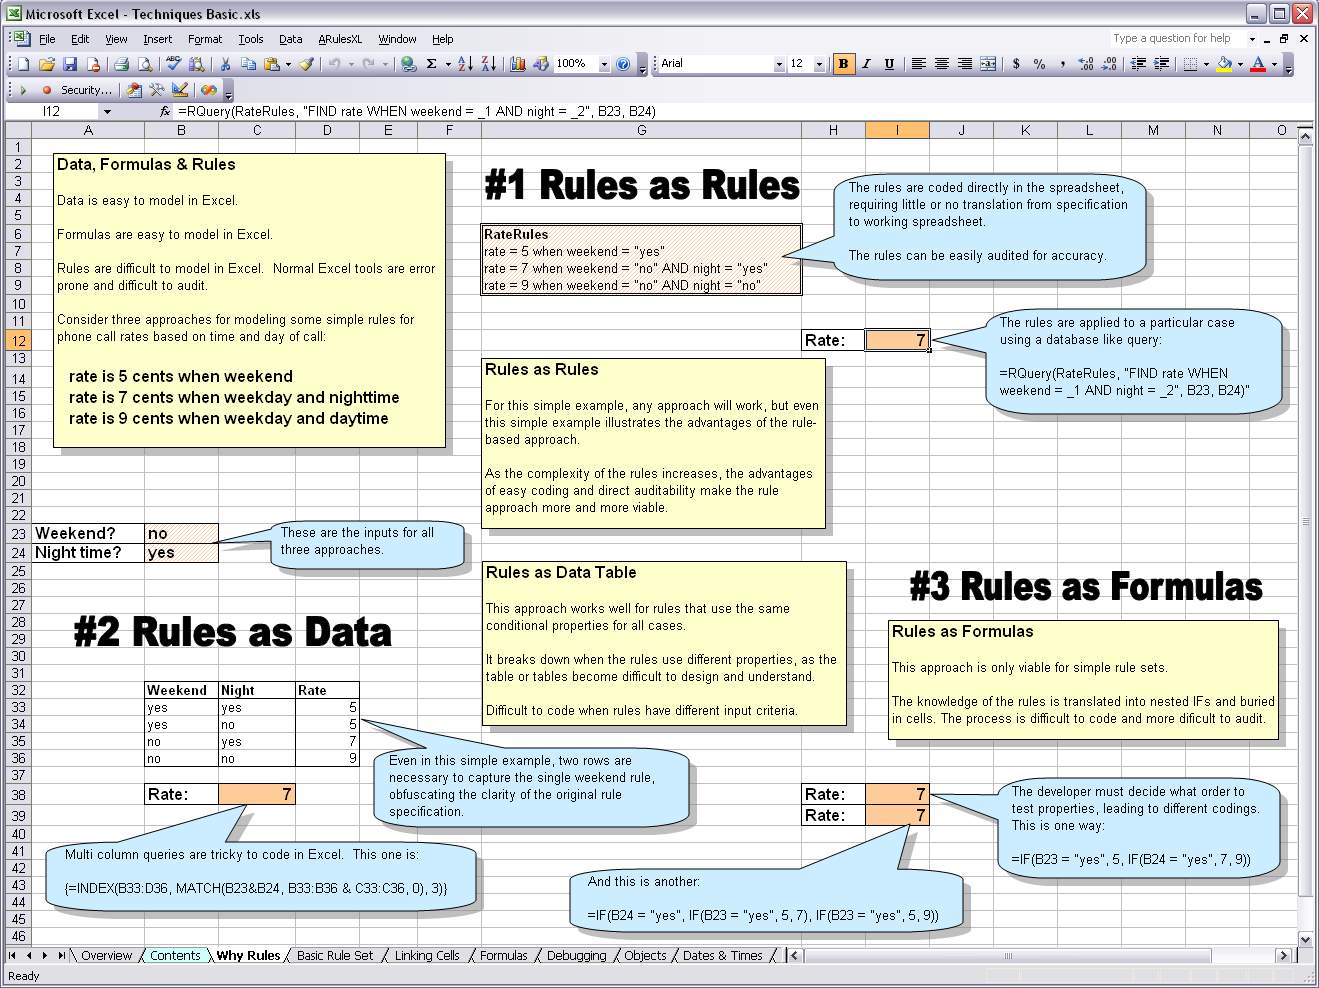 Microsoft Excel - Techniques Basic.xls
File Edit View Insert Format Tools Data ARulesXL Window Help
Type a question for help
100%
Arial
12
B I U
$ % ,
Security...
I12
fx =RQuery(RateRules, "FIND rate WHEN weekend = _1 AND night = _2", B23, B24)
A B C D E F G H I J K L M N O
1
2
3
4
5
6
7
8
9
10
11
12
13
14
15
16
17
18
19
20
21
22
23
24
25
26
27
28
29
30
31
32
33
34
35
36
37
38
39
40
41
42
43
44
45
46
Data, Formulas & Rules
Data is easy to model in Excel.
Formulas are easy to model in Excel.
Rules are difficult to model in Excel. Normal Excel tools are error
prone and difficult to audit.
Consider three approaches for modeling some simple rules for
phone call rates based on time and day of call:
rate is 5 cents when weekend
rate is 7 cents when weekday and nighttime
rate is 9 cents when weekday and daytime
#1 Rules as Rules
RateRules
rate = 5 when weekend = "yes"
rate = 7 when weekend = "no" AND night = "yes"
rate = 9 when weekend = "no" AND night = "no"
The rules are coded directly in the spreadsheet,
requiring little or no translation from specification
to working spreadsheet.
The rules can be easily audited for accuracy.
Rate: 7
The rules are applied to a particular case
using a database like query:
=RQuery(RateRules, "FIND rate WHEN
weekend = _1 AND night = _2", B23, B24)"
Rules as Rules
For this simple example, any approach will work, but even
this simple example illustrates the advantages of the rule-
based approach.
As the complexity of the rules increases, the advantages
of easy coding and direct auditability make the rule
approach more and more viable.
Weekend? no
Night time? yes
These are the inputs for all
three approaches.
#2 Rules as Data
Weekend Night Rate
yes yes 5
yes no 5
no yes 7
no no 9
Rate: 7
Rules as Data Table
This approach works well for rules that use the same
conditional properties for all cases.
It breaks down when the rules use different properties, as the
table or tables become difficult to design and understand.
Difficult to code when rules have different input criteria.
Even in this simple example, two rows are
necessary to capture the single weekend rule,
obfuscating the clarity of the original rule
specification.
Multi column queries are tricky to code in Excel. This one is:
{=INDEX(B33:D36, MATCH(B23&B24, B33:B36 & C33:C36, 0), 3)}
#3 Rules as Formulas
Rules as Formulas
This approach is only viable for simple rule sets.
The knowledge of the rules is translated into nested IFs and buried
in cells. The process is difficult to code and more dificult to audit.
Rate: 7
Rate: 7
The developer must decide what order to
test properties, leading to different codings.
This is one way:
=IF(B23 = "yes", 5, IF(B24 = "yes", 7, 9))
And this is another:
=IF(B24 = "yes", IF(B23 = "yes", 5, 7), IF(B23 = "yes", 5, 9))
Overview Contents Why Rules Basic Rule Set Linking Cells Formulas Debugging Objects Dates & Times
Ready